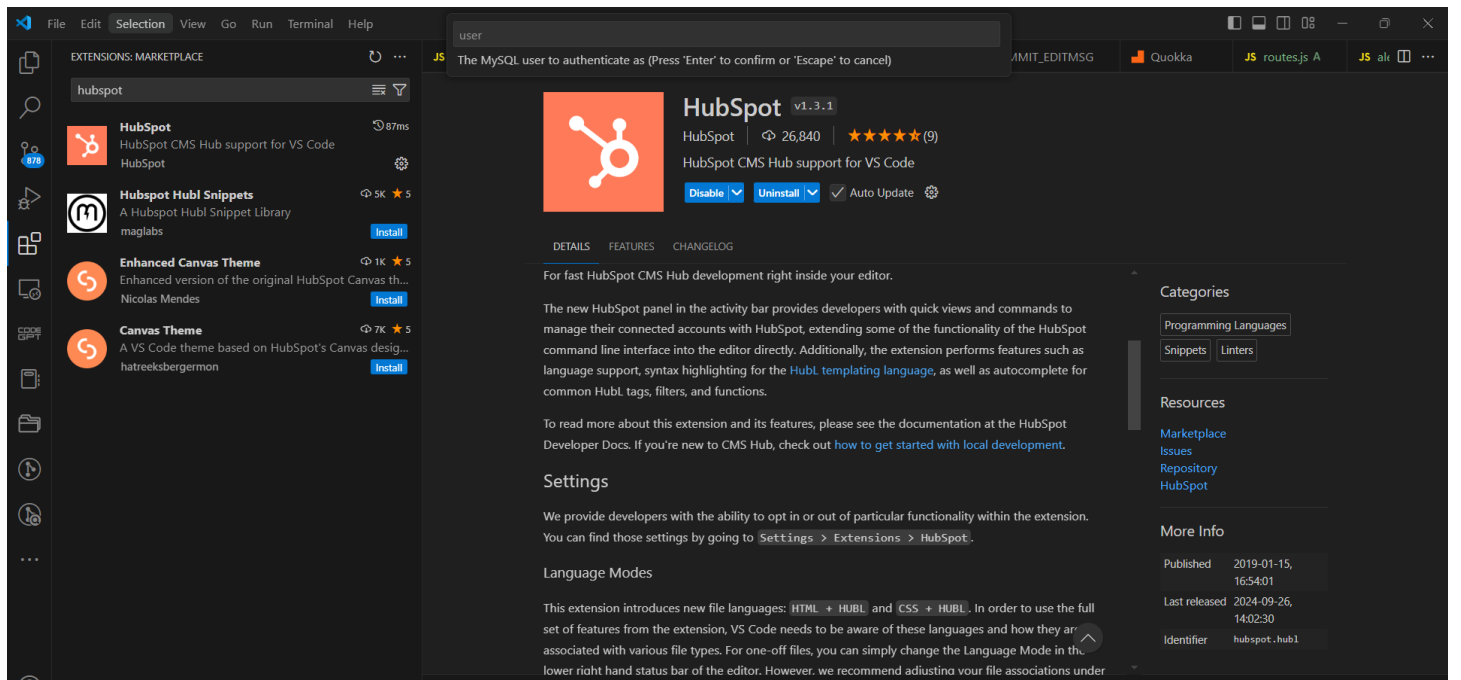 File Edit Selection View Go Run Terminal Help
user
The MySQL user to authenticate as (Press 'Enter' to confirm or 'Escape' to cancel)
EXTENSIONS: MARKETPLACE
JS
MMIT_EDITMSG
Quokka
JS routes.js A
JS
hubspot
HubSpot
87ms
HubSpot CMS Hub support for VS Code
HubSpot
878
Hubspot Hubl Snippets
5K ★ 5
A Hubspot Hubl Snippet Library
maglabs
Install
Enhanced Canvas Theme
1K ★ 5
Enhanced version of the original HubSpot Canvas th...
Nicolas Mendes
Install
Canvas Theme
7K ★ 5
A VS Code theme based on HubSpot's Canvas desig...
hatreeksbergermon
Install
CODE
GPT
HubSpot v1.3.1
HubSpot 26,840 (9)
HubSpot CMS Hub support for VS Code
Disable Uninstall Auto Update
DETAILS FEATURES CHANGELOG
For fast HubSpot CMS Hub development right inside your editor.
The new HubSpot panel in the activity bar provides developers with quick views and commands to
manage their connected accounts with HubSpot, extending some of the functionality of the HubSpot
command line interface into the editor directly. Additionally, the extension performs features such as
language support, syntax highlighting for the HubL templating language, as well as autocomplete for
common HubL tags, filters, and functions.
To read more about this extension and its features, please see the documentation at the HubSpot
Developer Docs. If you're new to CMS Hub, check out how to get started with local development.
Settings
We provide developers with the ability to opt in or out of particular functionality within the extension.
You can find those settings by going to Settings > Extensions > HubSpot.
Language Modes
This extension introduces new file languages: HTML + HUBL and CSS + HUBL. In order to use the full
set of features from the extension, VS Code needs to be aware of these languages and how they are
associated with various file types. For one-off files, you can simply change the Language Mode in the
lower right hand status bar of the editor. However, we recommend adjusting your file associations under
Categories
Programming Languages
Snippets Linters
Resources
Marketplace
Issues
Repository
HubSpot
More Info
Published 2019-01-15,
16:54:01
Last released 2024-09-26,
14:02:30
Identifier hubspot.hubl